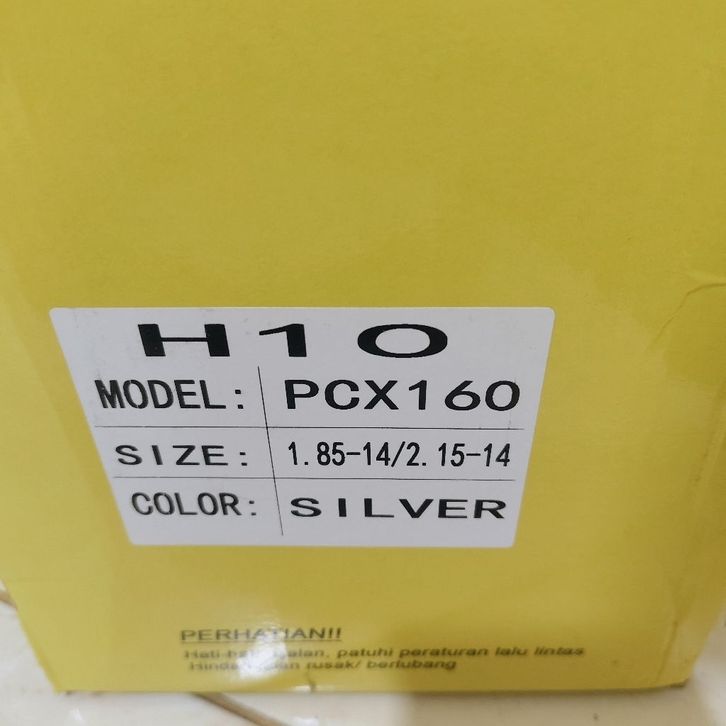 H10
MODEL: PCX160
SIZE: 1.85-14/2.15-14
COLOR: SILVER
PERHATIAN!!
jalan, patuhi peraturan lalu lintas
rusak/ berlubang